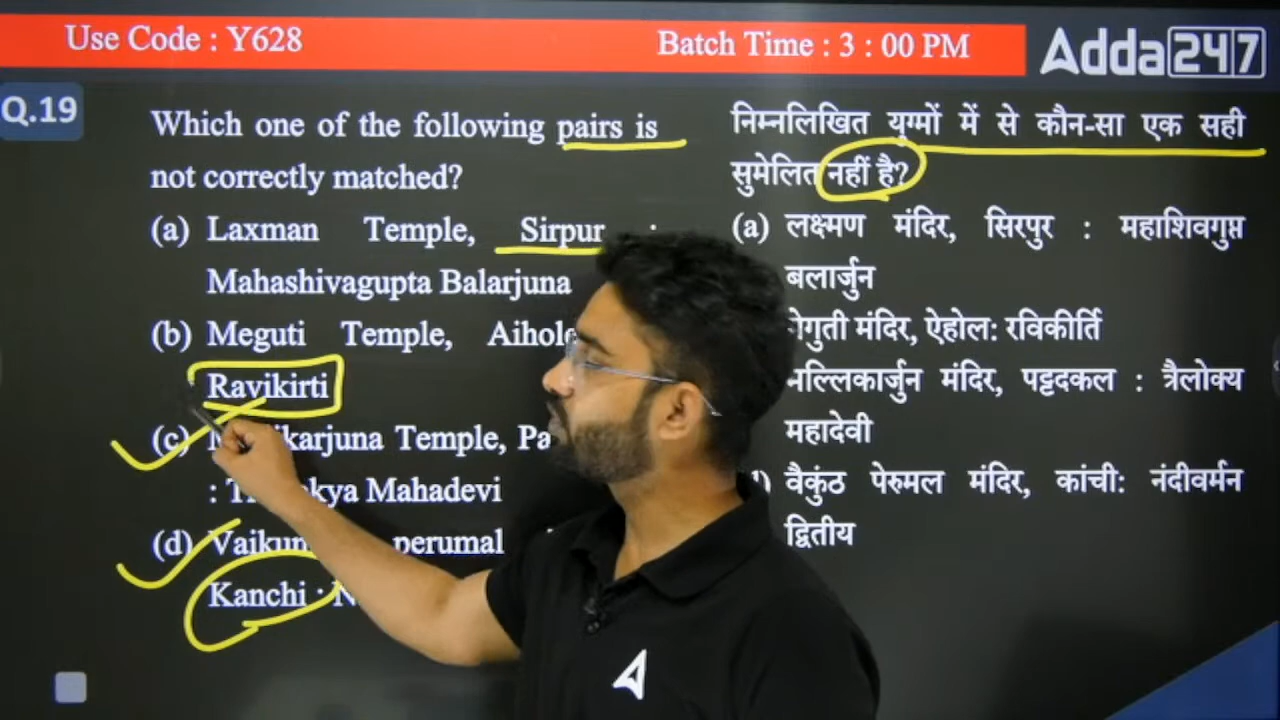 Use Code : Y628
Batch Time : 3 : 00 PM
Adda247
Q.19
Which one of the following pairs is
not correctly matched?
(a) Laxman Temple, Sirpur :
Mahashivagupta Balarjuna
(b) Meguti Temple,
Ravikirti
(c) Temple,
: Mahadevi
(d) perumal
Kanchi :
निम्नलिखित युग्मों में से कौन-सा एक सही
सुमेलित नहीं है?
(a) लक्ष्मण मंदिर, सिरपुर : महाशिवगुप्त
बलार्जुन
मंदिर, ऐहोल: रविकीर्ति
मंदिर, पट्टदकल : त्रैलोक्य
महादेवी
वैकुंठ पेरुमल मंदिर, कांची: नंदीवर्मन
द्वितीय